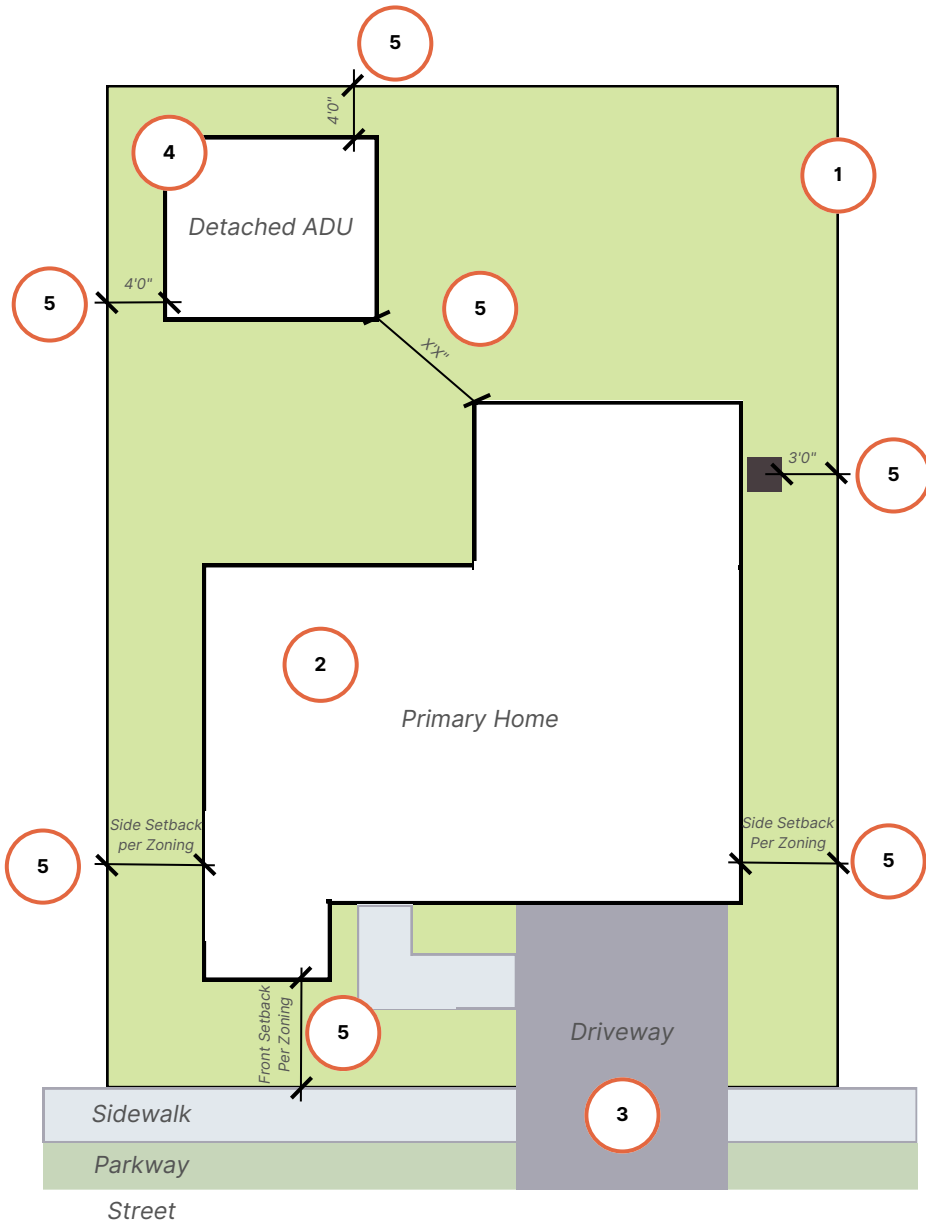 5
4'0"
4
1
Detached ADU
5
4'0"
5
X'X"
3'0"
5
2
Primary Home
Side Setback
per Zoning
5
Side Setback
Per Zoning
5
Front Setback
Per Zoning
5
Driveway
Sidewalk
3
Parkway
Street